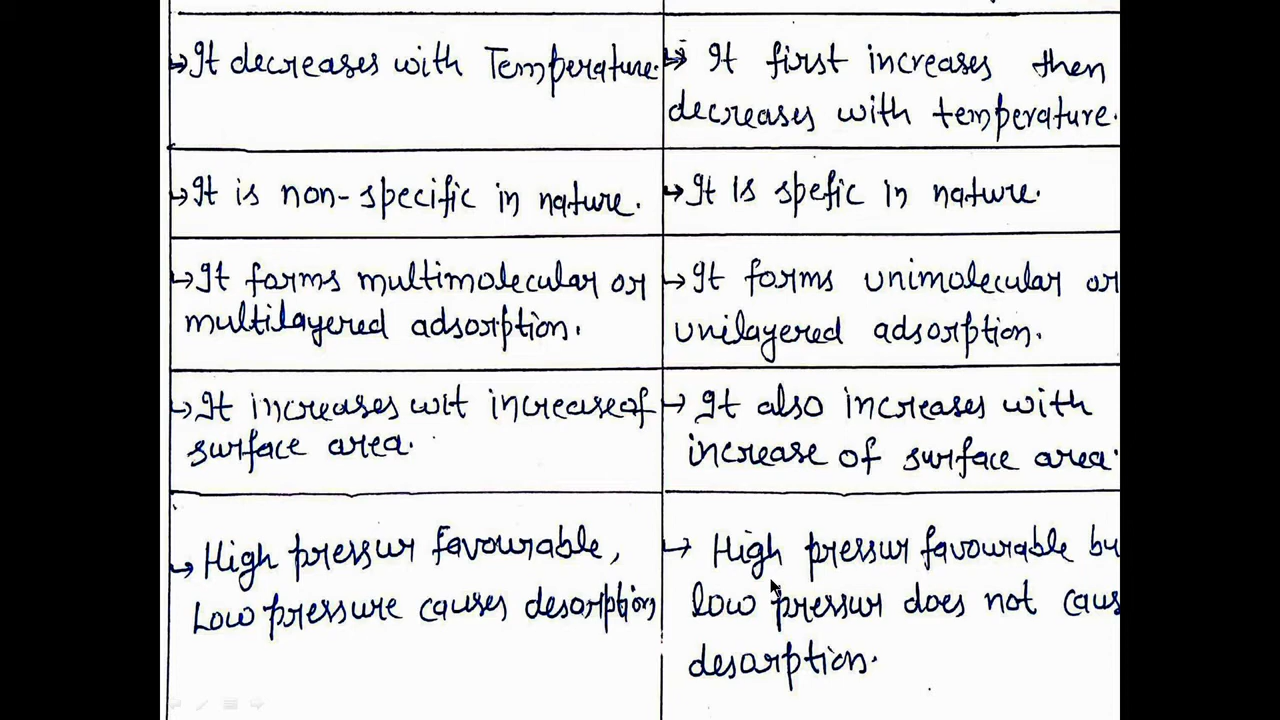 → It decreases with Temperature.
→ It first increases then
decreases with temperature.
→ It is non-specific in nature.
→ It is spefic in nature.
→ It forms multimolecular or
multilayered adsorption.
→ It forms unimolecular or
unilayered adsorption.
→ It increases wit increase of
surface area.
→ It also increases with
increase of surface area.
→ High pressur favourable,
Low pressure causes desorption
→ High pressur favourable bu
low pressur does not caus
desarption.